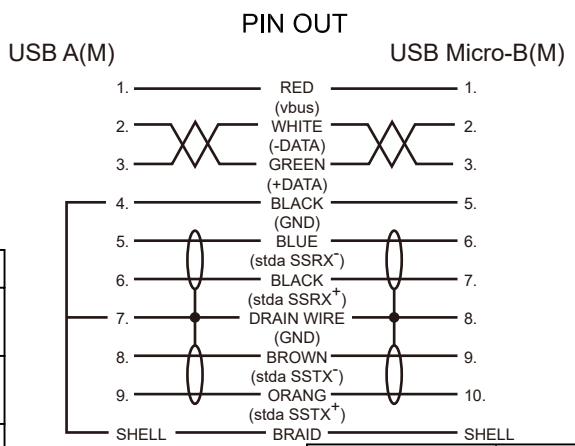 PIN OUT
USB A(M) USB Micro-B(M)
1. RED 1.
(vbus)
2. WHITE 2.
(-DATA)
3. GREEN 3.
(+DATA)
4. BLACK 5.
(GND)
5. BLUE 6.
(stda SSRX-)
6. BLACK 7.
(stda SSRX+)
7. DRAIN WIRE 8.
(GND)
8. BROWN 9.
(stda SSTX-)
9. ORANG 10.
(stda SSTX+)
SHELL BRAID SHELL